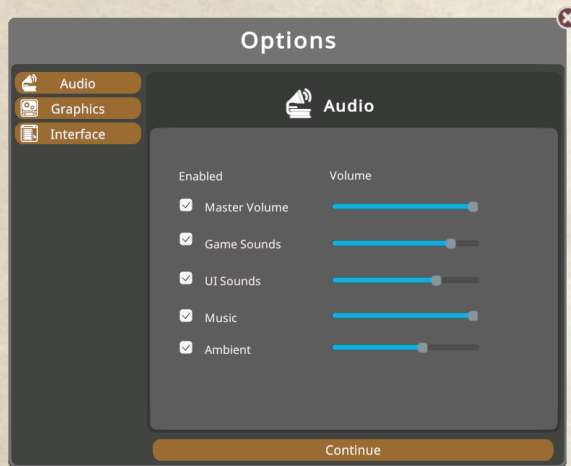 Options
Audio
Graphics
Interface
Audio
Enabled Volume
Master Volume
Game Sounds
UI Sounds
Music
Ambient
Continue